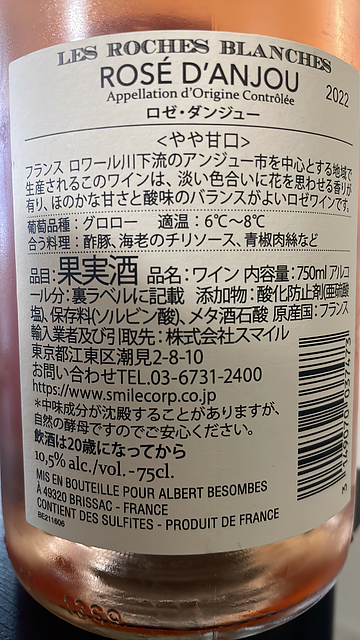 LES ROCHES BLANCHES
ROSÉ D'ANJOU
2022
Appellation d'Origine Contrôlée
ロゼ・ダンジュー
<やや甘口>
フランス ロワール川下流のアンジュー市を中心とする地域で
生産されるこのワインは、淡い色合いに花を思わせる香りが
有り、ほのかな甘さと酸味のバランスがよいロゼワインです。
葡萄品種：グロロー 適温：6℃～8℃
合う料理：酢豚、海老のチリソース、青椒肉絲など
品目：果実酒 品名：ワイン 内容量：750ml アルコ
ール分：裏ラベルに記載 添加物：酸化防止剤(亜硫酸
塩)、保存料(ソルビン酸)、メタ酒石酸 原産国：フランス
輸入業者及び引取先：株式会社スマイル
東京都江東区潮見2-8-10
お問い合わせTEL.03-6731-2400
https://www.smilecorp.co.jp
＊中味成分が沈殿することがありますが、
自然の酵母ですのでご安心ください。
飲酒は20歳になってから
10,5% alc./vol.-75cl.
MIS EN BOUTEILLE POUR ALBERT BESOMBES
À 49320 BRISSAC - FRANCE
CONTIENT DES SULFITES - PRODUIT DE FRANCE
BE211606